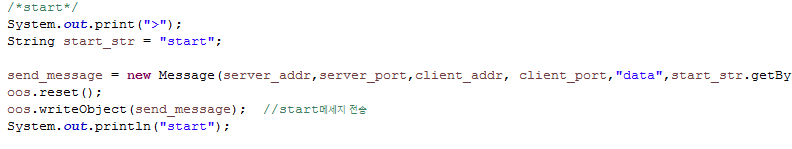 /*start*/
System.out.print(">");
String start_str = "start";
send_message = new Message(server_addr,server_port,client_addr, client_port,"data",start_str.getBy
oos.reset();
oos.writeObject(send_message);  //start메세지 전송
System.out.println("start");